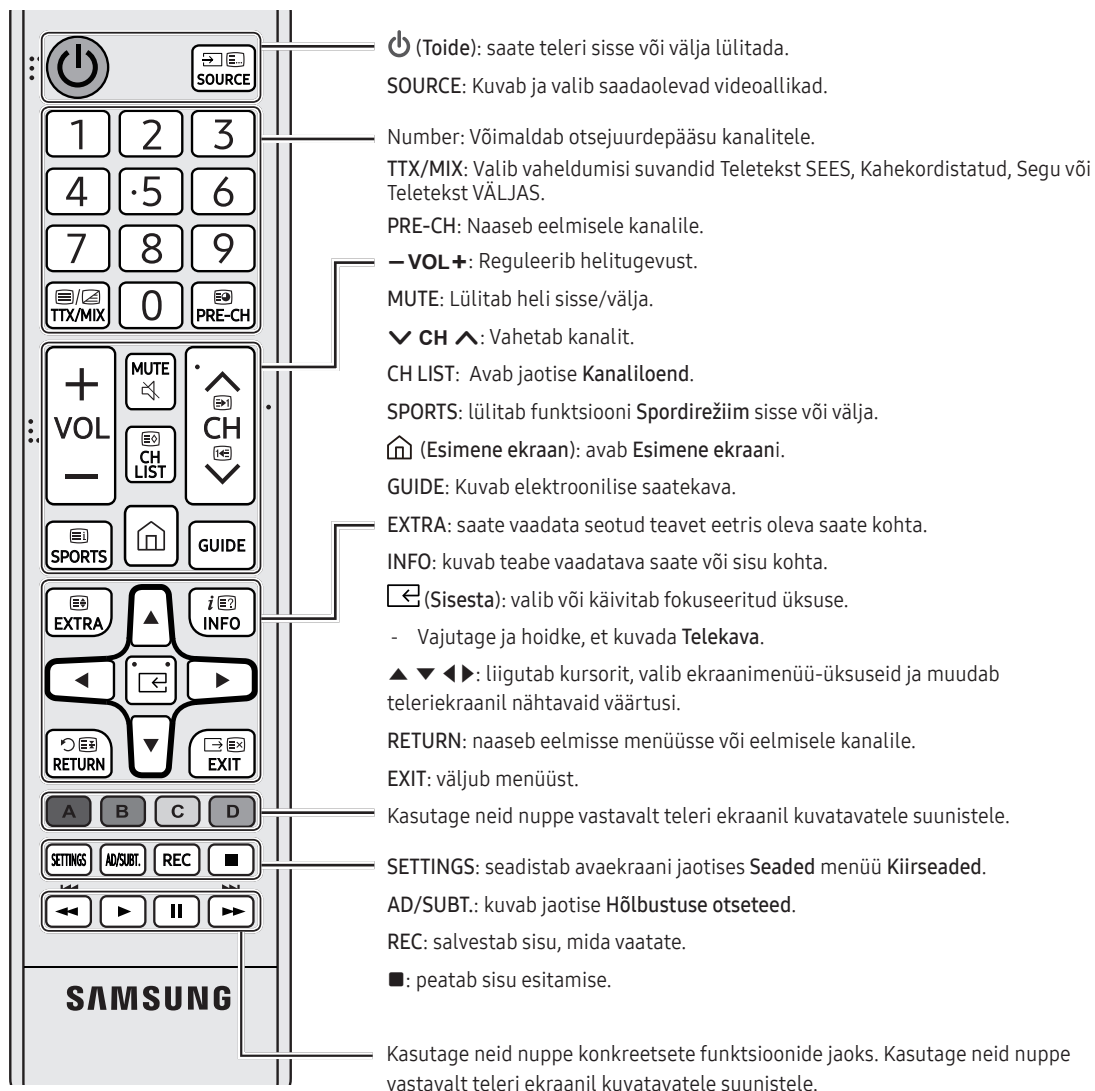 SOURCE
1 2 3
4 ·5 6
7 8 9
TTX/MIX 0 PRE-CH
+ VOL —
MUTE
CH LIST
CH
SPORTS
GUIDE
EXTRA
INFO
RETURN
EXIT
A B C D
SETTINGS AD/SUBT. REC
SAMSUNG
(Toide): saate teleri sisse või välja lülitada.
SOURCE: Kuvab ja valib saadaolevad videoallikad.
Number: Võimaldab otsejuurdepääsu kanalitele.
TTX/MIX: Valib vaheldumisi suvandid Teletekst SEES, Kahekordistatud, Segu või
Teletekst VÄLJAS.
PRE-CH: Naaseb eelmisele kanalile.
– VOL +: Reguleerib helitugevust.
MUTE: Lülitab heli sisse/välja.
CH : Vahetab kanalit.
CH LIST: Avab jaotise Kanaliloend.
SPORTS: lülitab funktsiooni Spordirežiim sisse või välja.
(Esimene ekraan): avab Esimene ekraani.
GUIDE: Kuvab elektroonilise saatekava.
EXTRA: saate vaadata seotud teavet eetris oleva saate kohta.
INFO: kuvab teabe vaadatava saate või sisu kohta.
(Sisesta): valib või käivitab fokuseeritud üksuse.
- Vajutage ja hoidke, et kuvada Telekava.
▲ ▼ ◀ ▶: liigutab kursorit, valib ekraanimenüü-üksuseid ja muudab
teleriekraanil nähtavaid väärtusi.
RETURN: naaseb eelmisse menüüsse või eelmisele kanalile.
EXIT: väljub menüüst.
Kasutage neid nuppe vastavalt teleri ekraanil kuvatavatele suunistele.
SETTINGS: seadistab avaekraani jaotises Seaded menüü Kiirseaded.
AD/SUBT.: kuvab jaotise Hõlbustuse otseteed.
REC: salvestab sisu, mida vaatate.
■: peatab sisu esitamise.
Kasutage neid nuppe konkreetsete funktsioonide jaoks. Kasutage neid nuppe
vastavalt teleri ekraanil kuvatavatele suunistele.